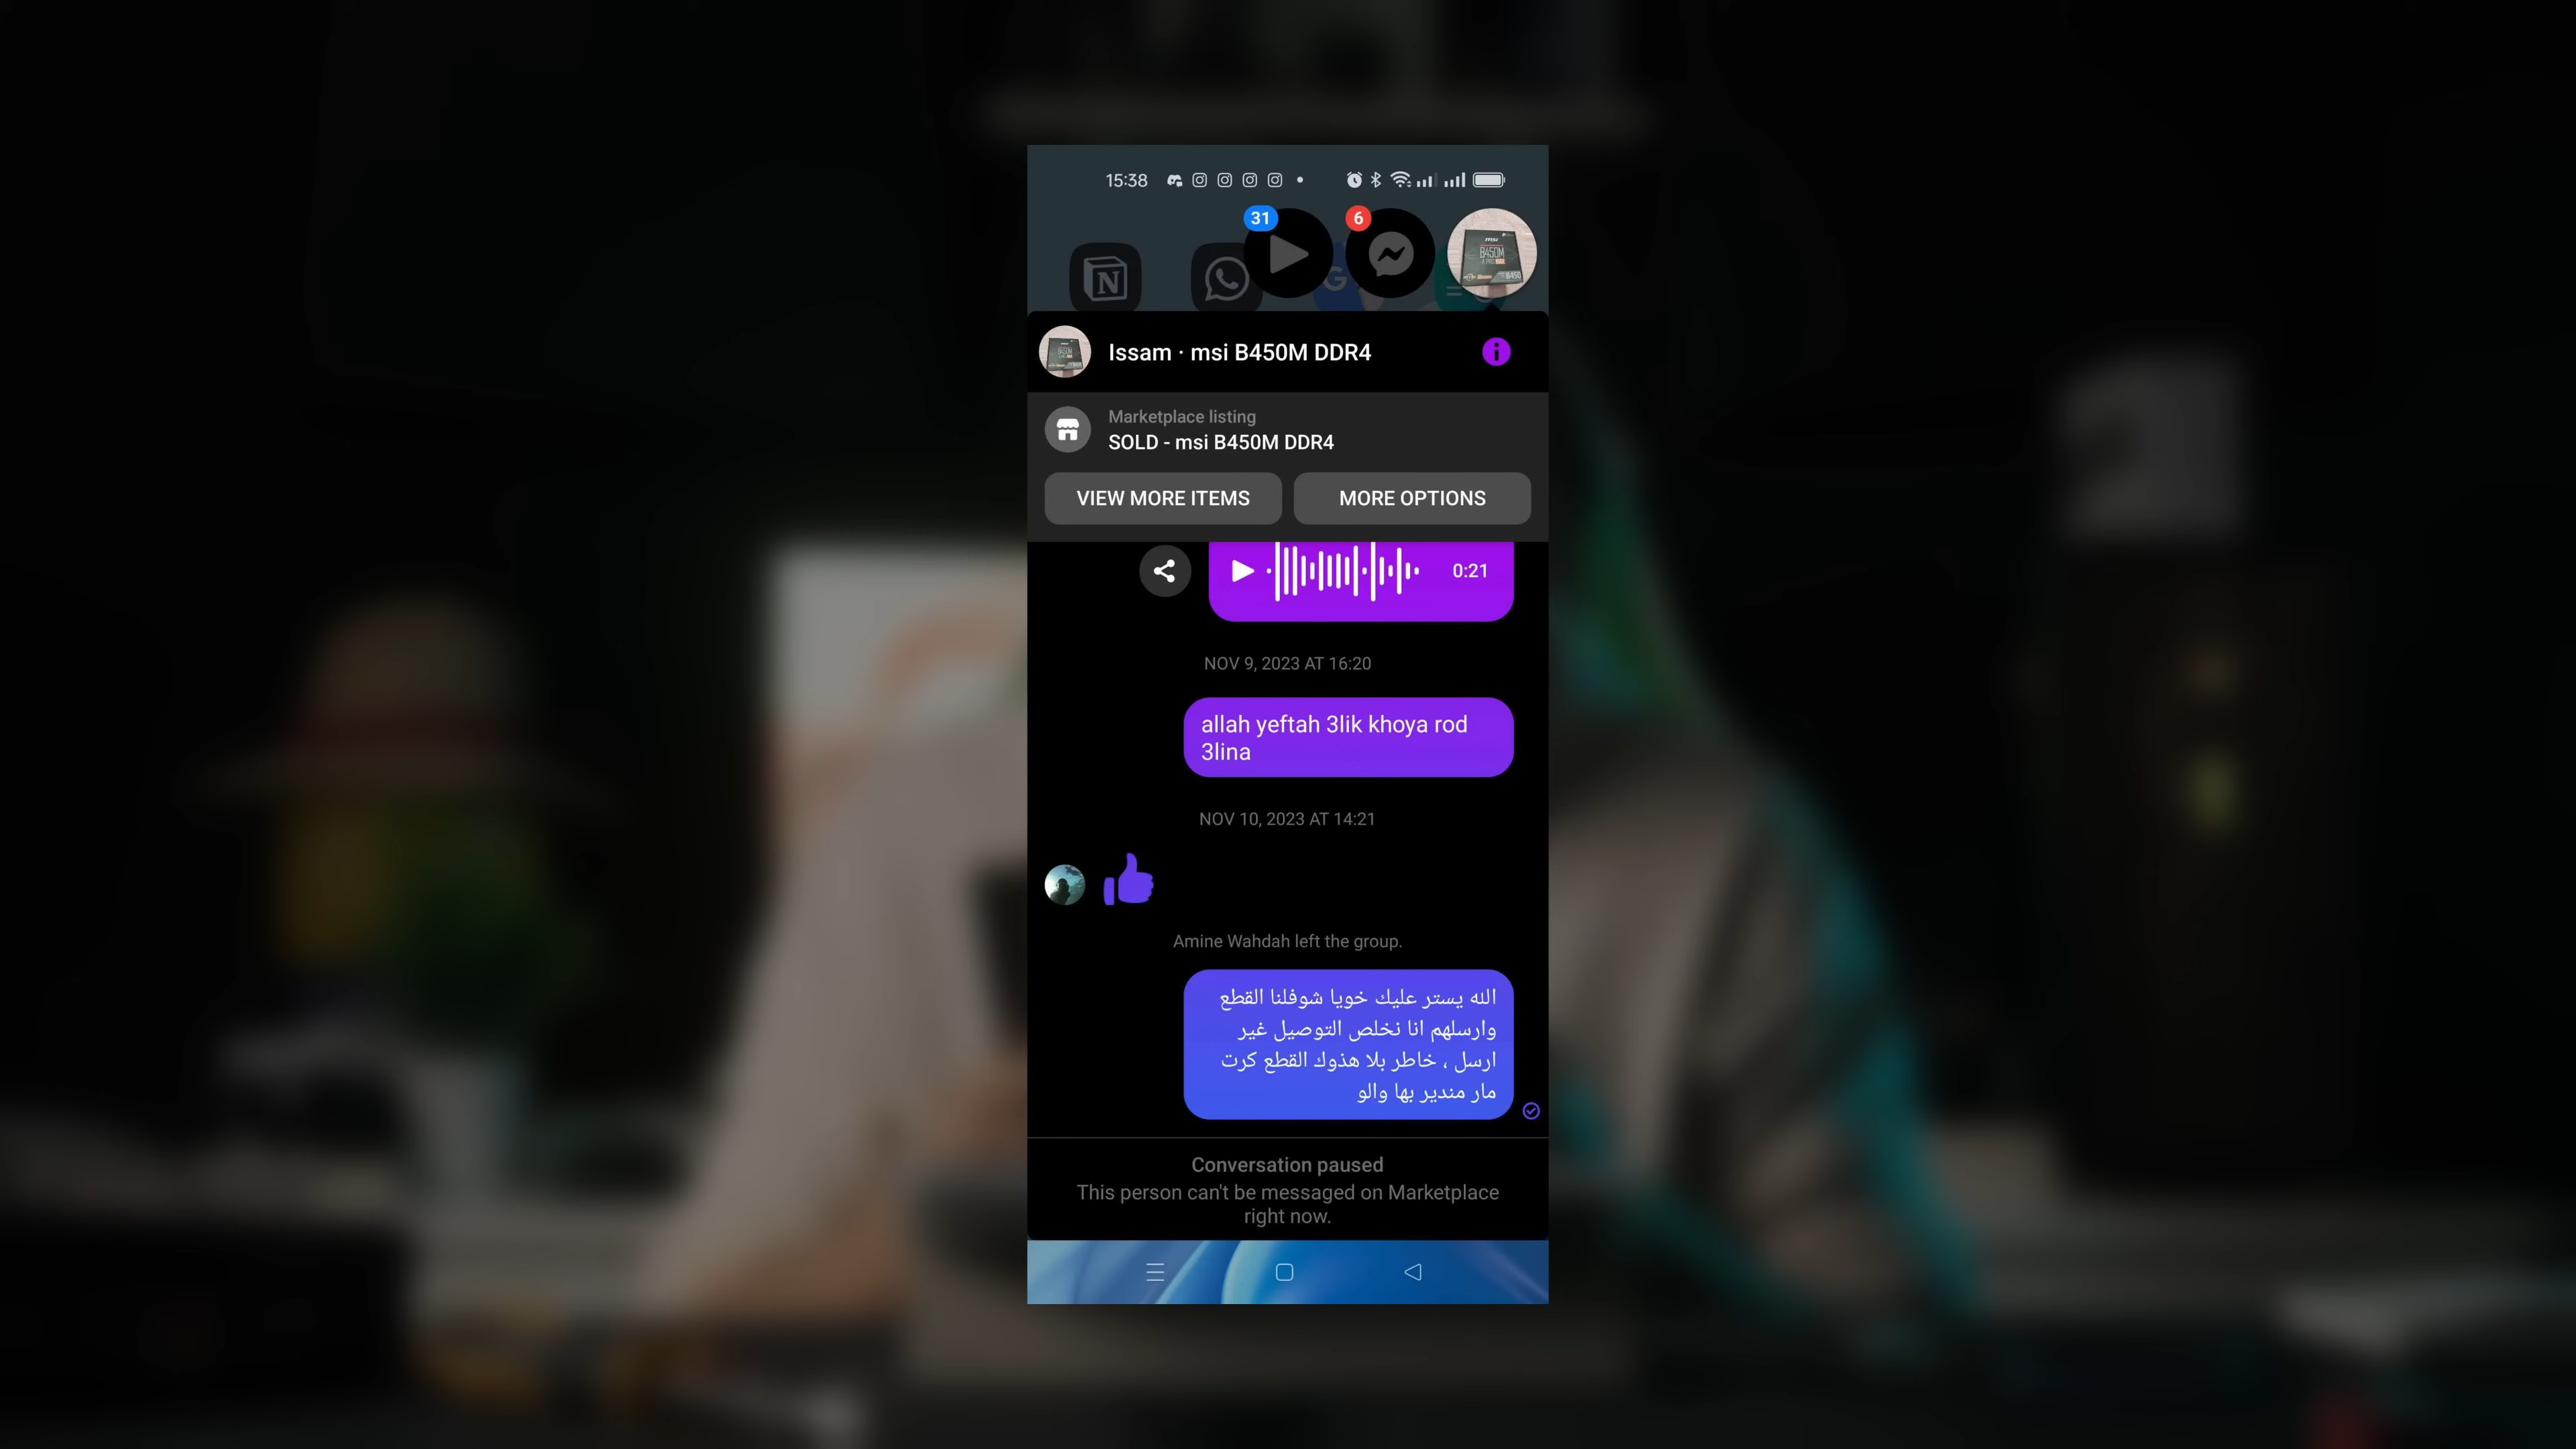 15:38
31
6
N
G
msi
B450M
Issam · msi B450M DDR4
Marketplace listing
SOLD - msi B450M DDR4
VIEW MORE ITEMS
MORE OPTIONS
0:21
NOV 9, 2023 AT 16:20
allah yeftah 3lik khoya rod
3lina
NOV 10, 2023 AT 14:21
Amine Wahdah left the group.
الله يستر عليك خويا شوفلنا القطع
وارسلهم انا نخلص التوصيل غير
ارسل ، خاطر بلا هذوك القطع كرت
مار مندير بها والو
Conversation paused
This person can't be messaged on Marketplace
right now.